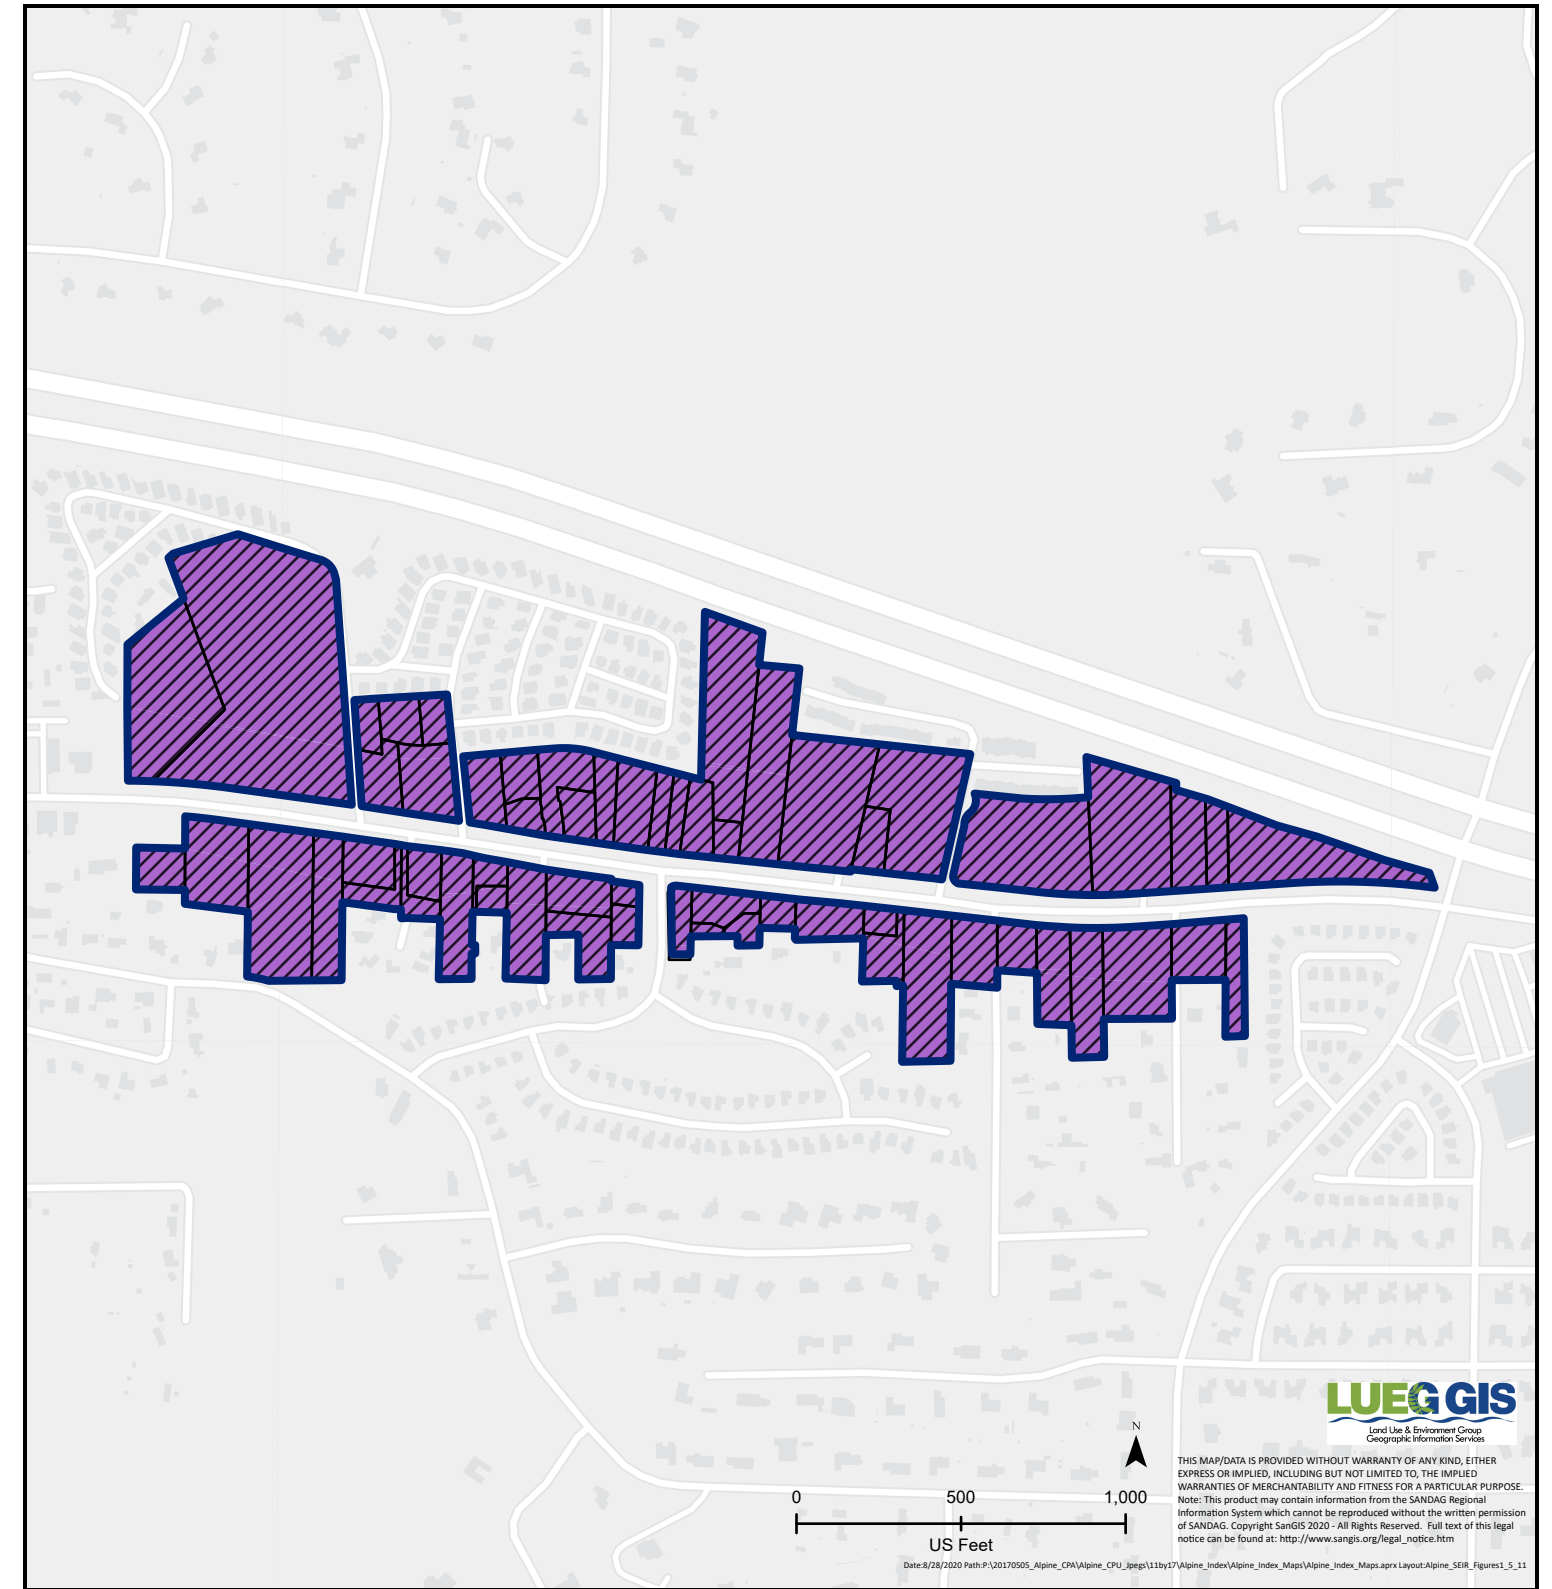 LUEG GIS
Land Use & Environment Group
Geographic Information Services
N
THIS MAP/DATA IS PROVIDED WITHOUT WARRANTY OF ANY KIND, EITHER
EXPRESS OR IMPLIED, INCLUDING BUT NOT LIMITED TO, THE IMPLIED
WARRANTIES OF MERCHANTABILITY AND FITNESS FOR A PARTICULAR PURPOSE.
Note: This product may contain information from the SANDAG Regional
Information System which cannot be reproduced without the written permission
of SANDAG. Copyright SanGIS 2020 - All Rights Reserved. Full text of this legal
notice can be found at: http://www.sangis.org/legal_notice.htm
0 500 1,000
US Feet
Date:8/28/2020 Path:P:\20170505_Alpine_CPA\Alpine_CPU_Jpegs\11by17\Alpine_Index\Alpine_Index_Maps\Alpine_Index_Maps.aprx Layout:Alpine_SEIR_Figures1_5_11